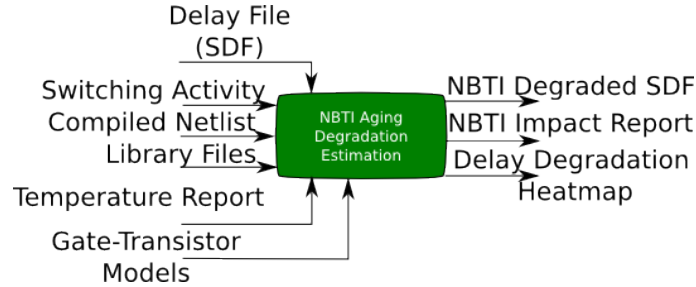 Delay File
(SDF)
Switching Activity
Compiled Netlist
Library Files
Temperature Report
Gate-Transistor
Models
NBTI Aging
Degradation
Estimation
NBTI Degraded SDF
NBTI Impact Report
Delay Degradation
Heatmap